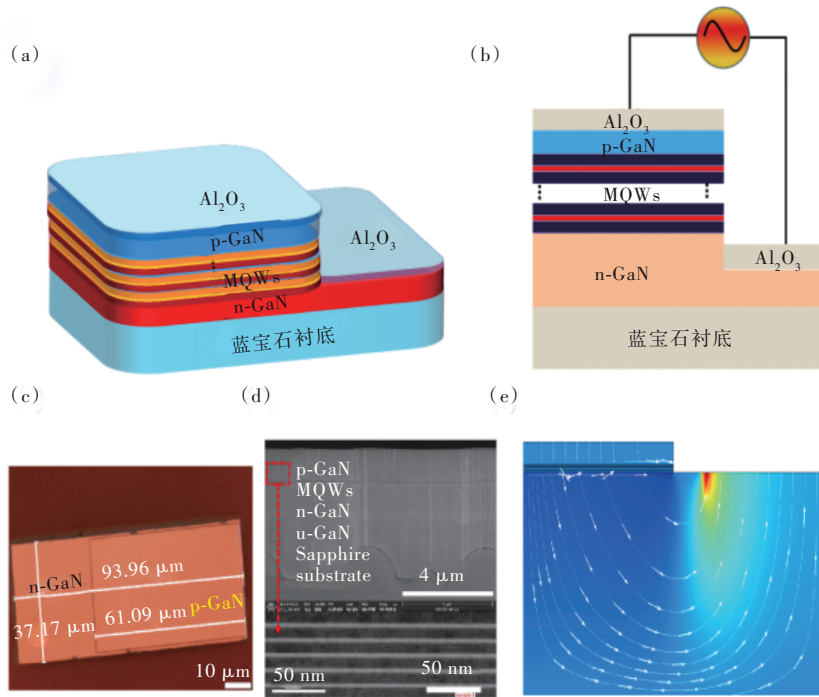 (a)
Al₂O₃
p-GaN
Al₂O₃
MQWs
n-GaN
蓝宝石衬底
(b)
Al₂O₃
p-GaN
MQWs
n-GaN
Al₂O₃
蓝宝石衬底
(c)
n-GaN
93.96 μm
61.09 μm
p-GaN
37.17 μm
10 μm
(d)
p-GaN
MQWs
n-GaN
u-GaN
Sapphire
substrate
4 μm
50 nm
50 nm
(e)